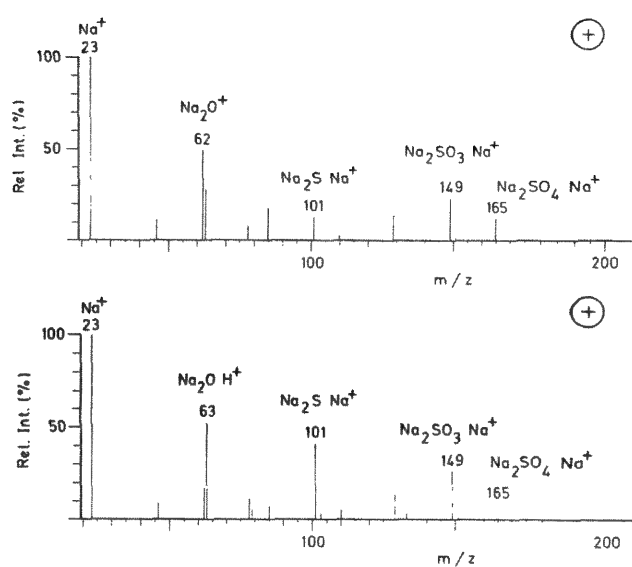 Na⁺
23
100
50
Rel. Int. (%)
Na₂O⁺
62
Na₂S Na⁺
101
Na₂SO₃ Na⁺
149
Na₂SO₄ Na⁺
165
+
100
200
m / z
Na⁺
23
100
50
Rel. Int. (%)
Na₂O H⁺
63
Na₂S Na⁺
101
Na₂SO₃ Na⁺
149
Na₂SO₄ Na⁺
165
+
100
200
m / z